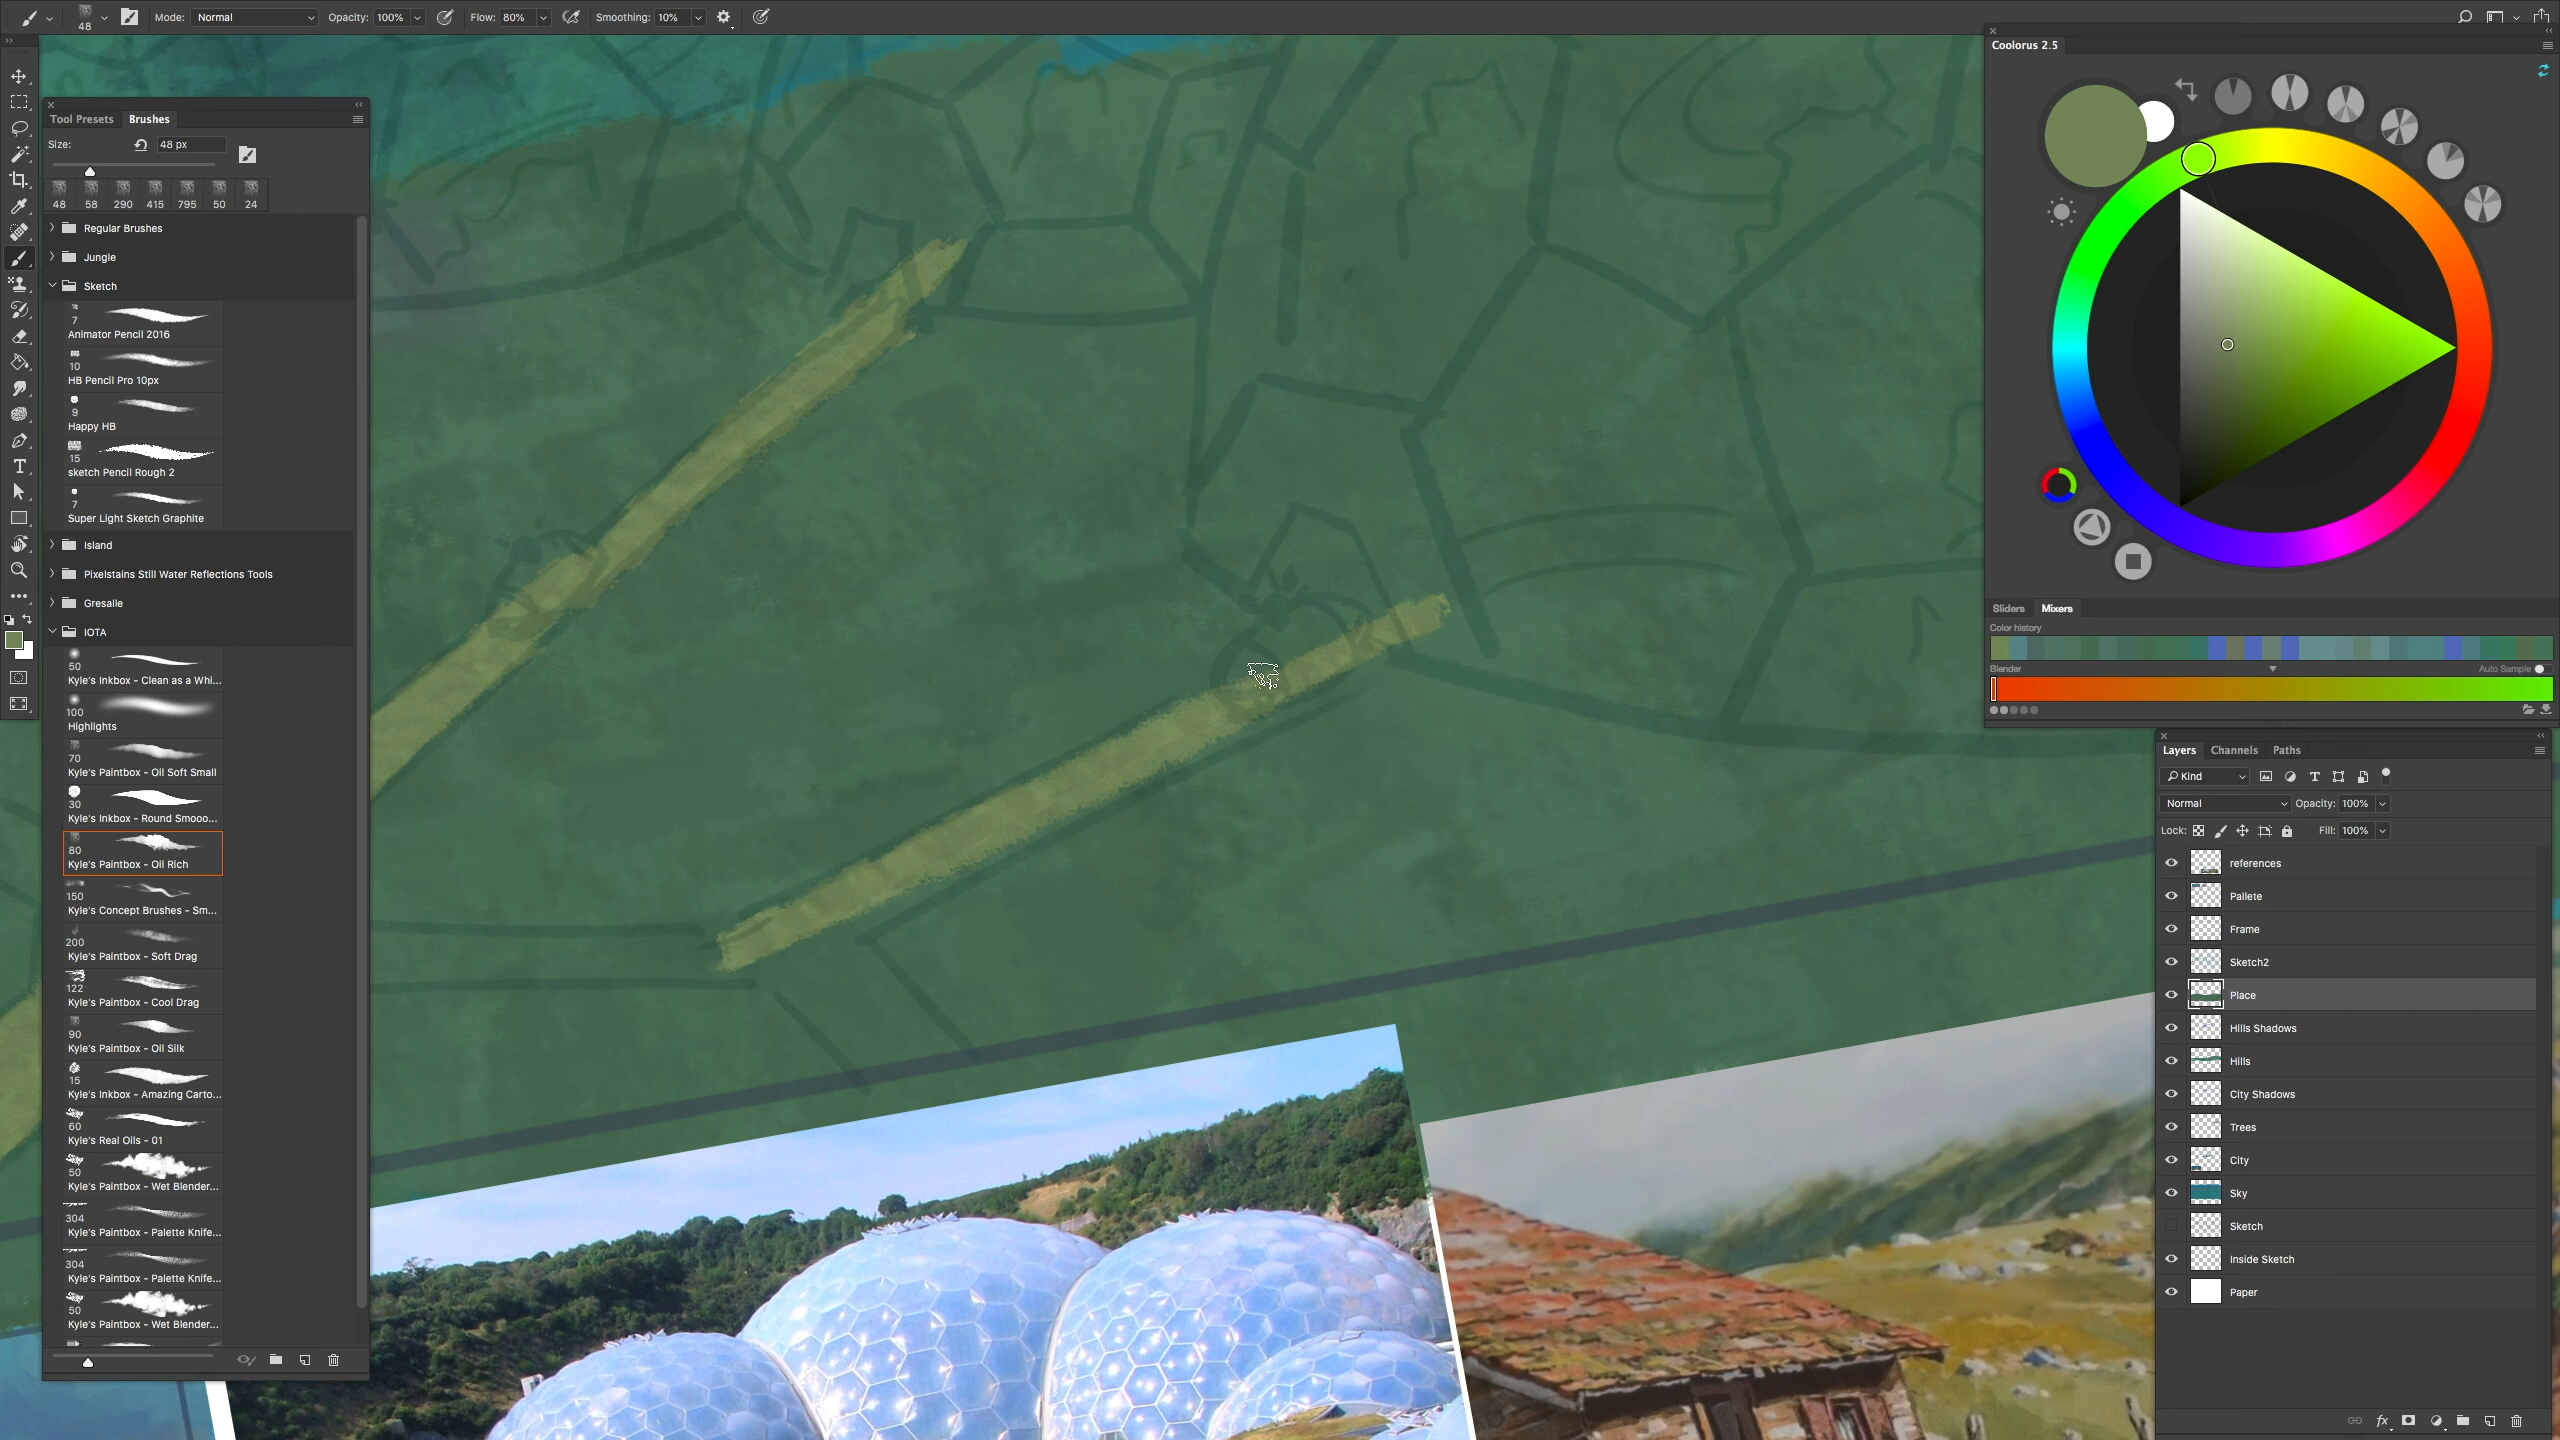 48
Mode:
Normal
Opacity:
100%
Flow:
80%
Smoothing:
10%
Coolorus 2.5
Tool Presets
Brushes
Size:
48 px
48
58
290
415
795
50
24
Regular Brushes
Jungle
Sketch
7
Animator Pencil 2016
10
HB Pencil Pro 10px
9
Happy HB
15
sketch Pencil Rough 2
7
Super Light Sketch Graphite
Island
Pixelstains Still Water Reflections Tools
Gresalle
IOTA
50
Kyle's Inkbox - Clean as a Whi...
100
Highlights
70
Kyle's Paintbox - Oil Soft Small
30
Kyle's Inkbox - Round Smooo...
80
Kyle's Paintbox - Oil Rich
150
Kyle's Concept Brushes - Sm...
200
Kyle's Paintbox - Soft Drag
122
Kyle's Paintbox - Cool Drag
90
Kyle's Paintbox - Oil Silk
15
Kyle's Inkbox - Amazing Carto...
60
Kyle's Real Oils - 01
50
Kyle's Paintbox - Wet Blender...
304
Kyle's Paintbox - Palette Knife...
304
Kyle's Paintbox - Palette Knife...
50
Kyle's Paintbox - Wet Blender...
Sliders
Mixers
Color history
Blender
Auto Sample
Layers
Channels
Paths
Kind
Normal
Opacity:
100%
Lock:
Fill:
100%
references
Pallete
Frame
Sketch2
Place
Hills Shadows
Hills
City Shadows
Trees
City
Sky
Sketch
Inside Sketch
Paper
fx